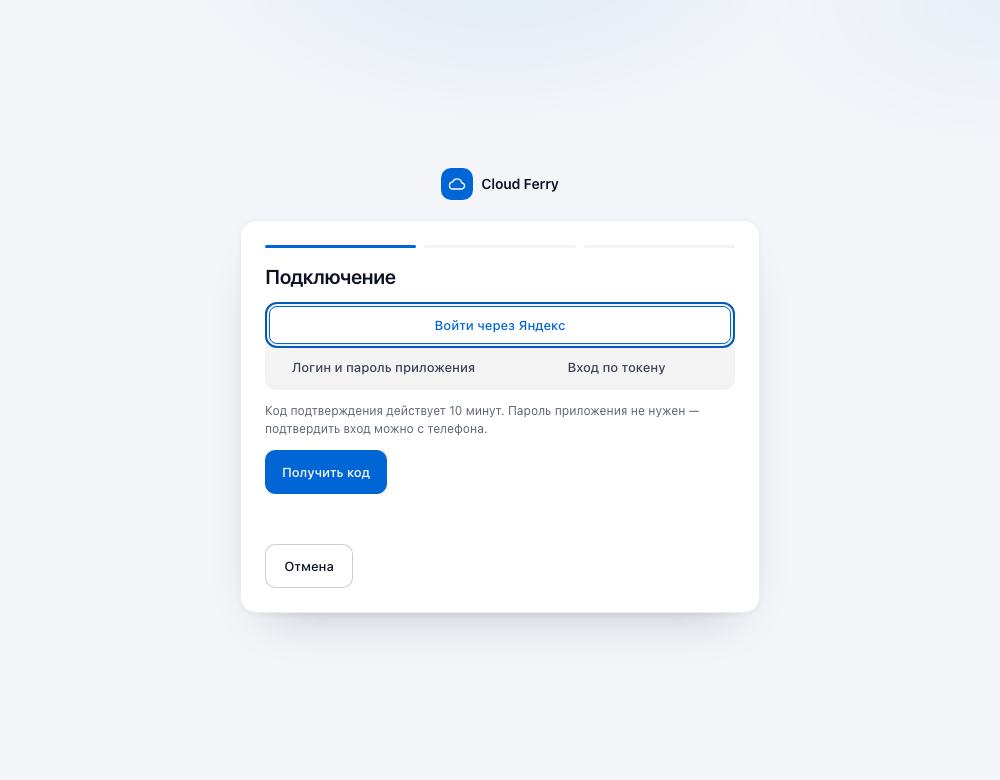 Cloud Ferry
Подключение
Войти через Яндекс
Логин и пароль приложения
Вход по токену
Код подтверждения действует 10 минут. Пароль приложения не нужен —
подтвердить вход можно с телефона.
Получить код
Отмена